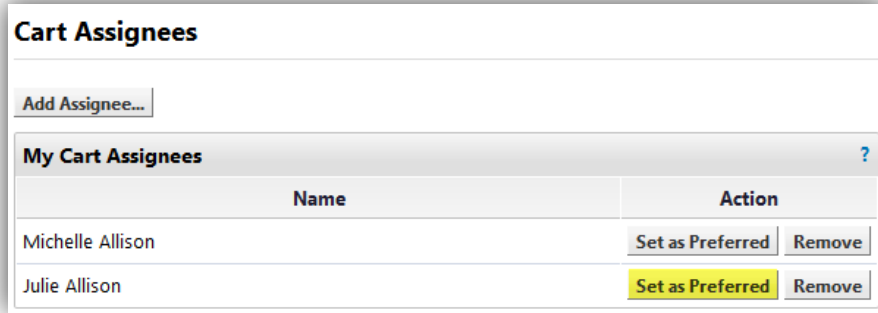 Cart Assignees
Add Assignee...
My Cart Assignees ?
Name Action
Michelle Allison Set as Preferred Remove
Julie Allison Set as Preferred Remove